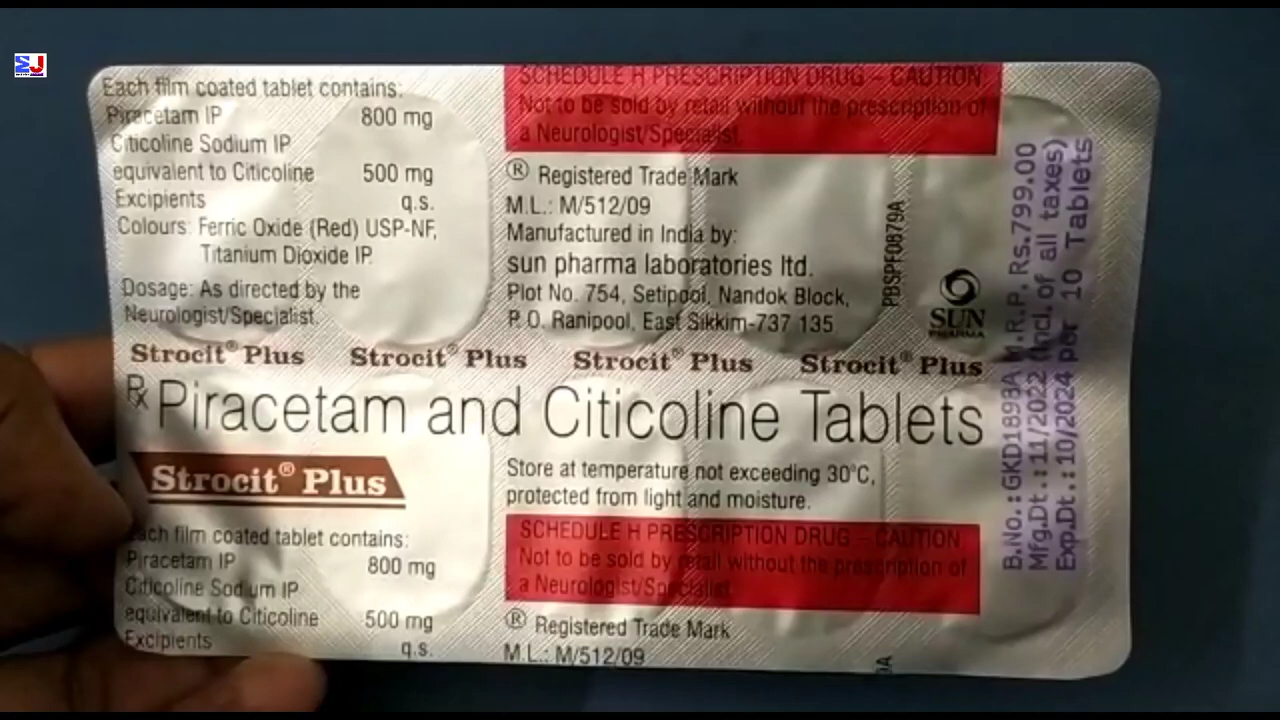 Each film coated tablet contains:
Piracetam IP 800 mg
Citicoline Sodium IP
equivalent to Citicoline 500 mg
Excipients q.s.
Colours: Ferric Oxide (Red) USP-NF,
Titanium Dioxide IP.
Dosage: As directed by the
Neurologist/Specialist.
SCHEDULE H PRESCRIPTION DRUG – CAUTION
Not to be sold by retail without the prescription of
a Neurologist/Specialist.
® Registered Trade Mark
M.L.: M/512/09
Manufactured in India by:
sun pharma laboratories ltd.
Plot No. 754, Setipool, Nandok Block,
P. O. Ranipool, East Sikkim-737 135
PBSPF0879A
SUN
PHARMA
Strocit® Plus Strocit® Plus Strocit® Plus Strocit® Plus
Rx Piracetam and Citicoline Tablets
Strocit® Plus
Each film coated tablet contains:
Piracetam IP 800 mg
Citicoline Sodium IP
equivalent to Citicoline 500 mg
Excipients q.s.
Store at temperature not exceeding 30°C,
protected from light and moisture.
SCHEDULE H PRESCRIPTION DRUG – CAUTION
Not to be sold by retail without the prescription of
a Neurologist/Specialist.
® Registered Trade Mark
M.L.: M/512/09
B.No.:GKD1898A M.R.P. Rs.799.00
Mfg.Dt.:11/2022 (Incl. of all taxes)
Exp.Dt.:10/2024 per 10 Tablets